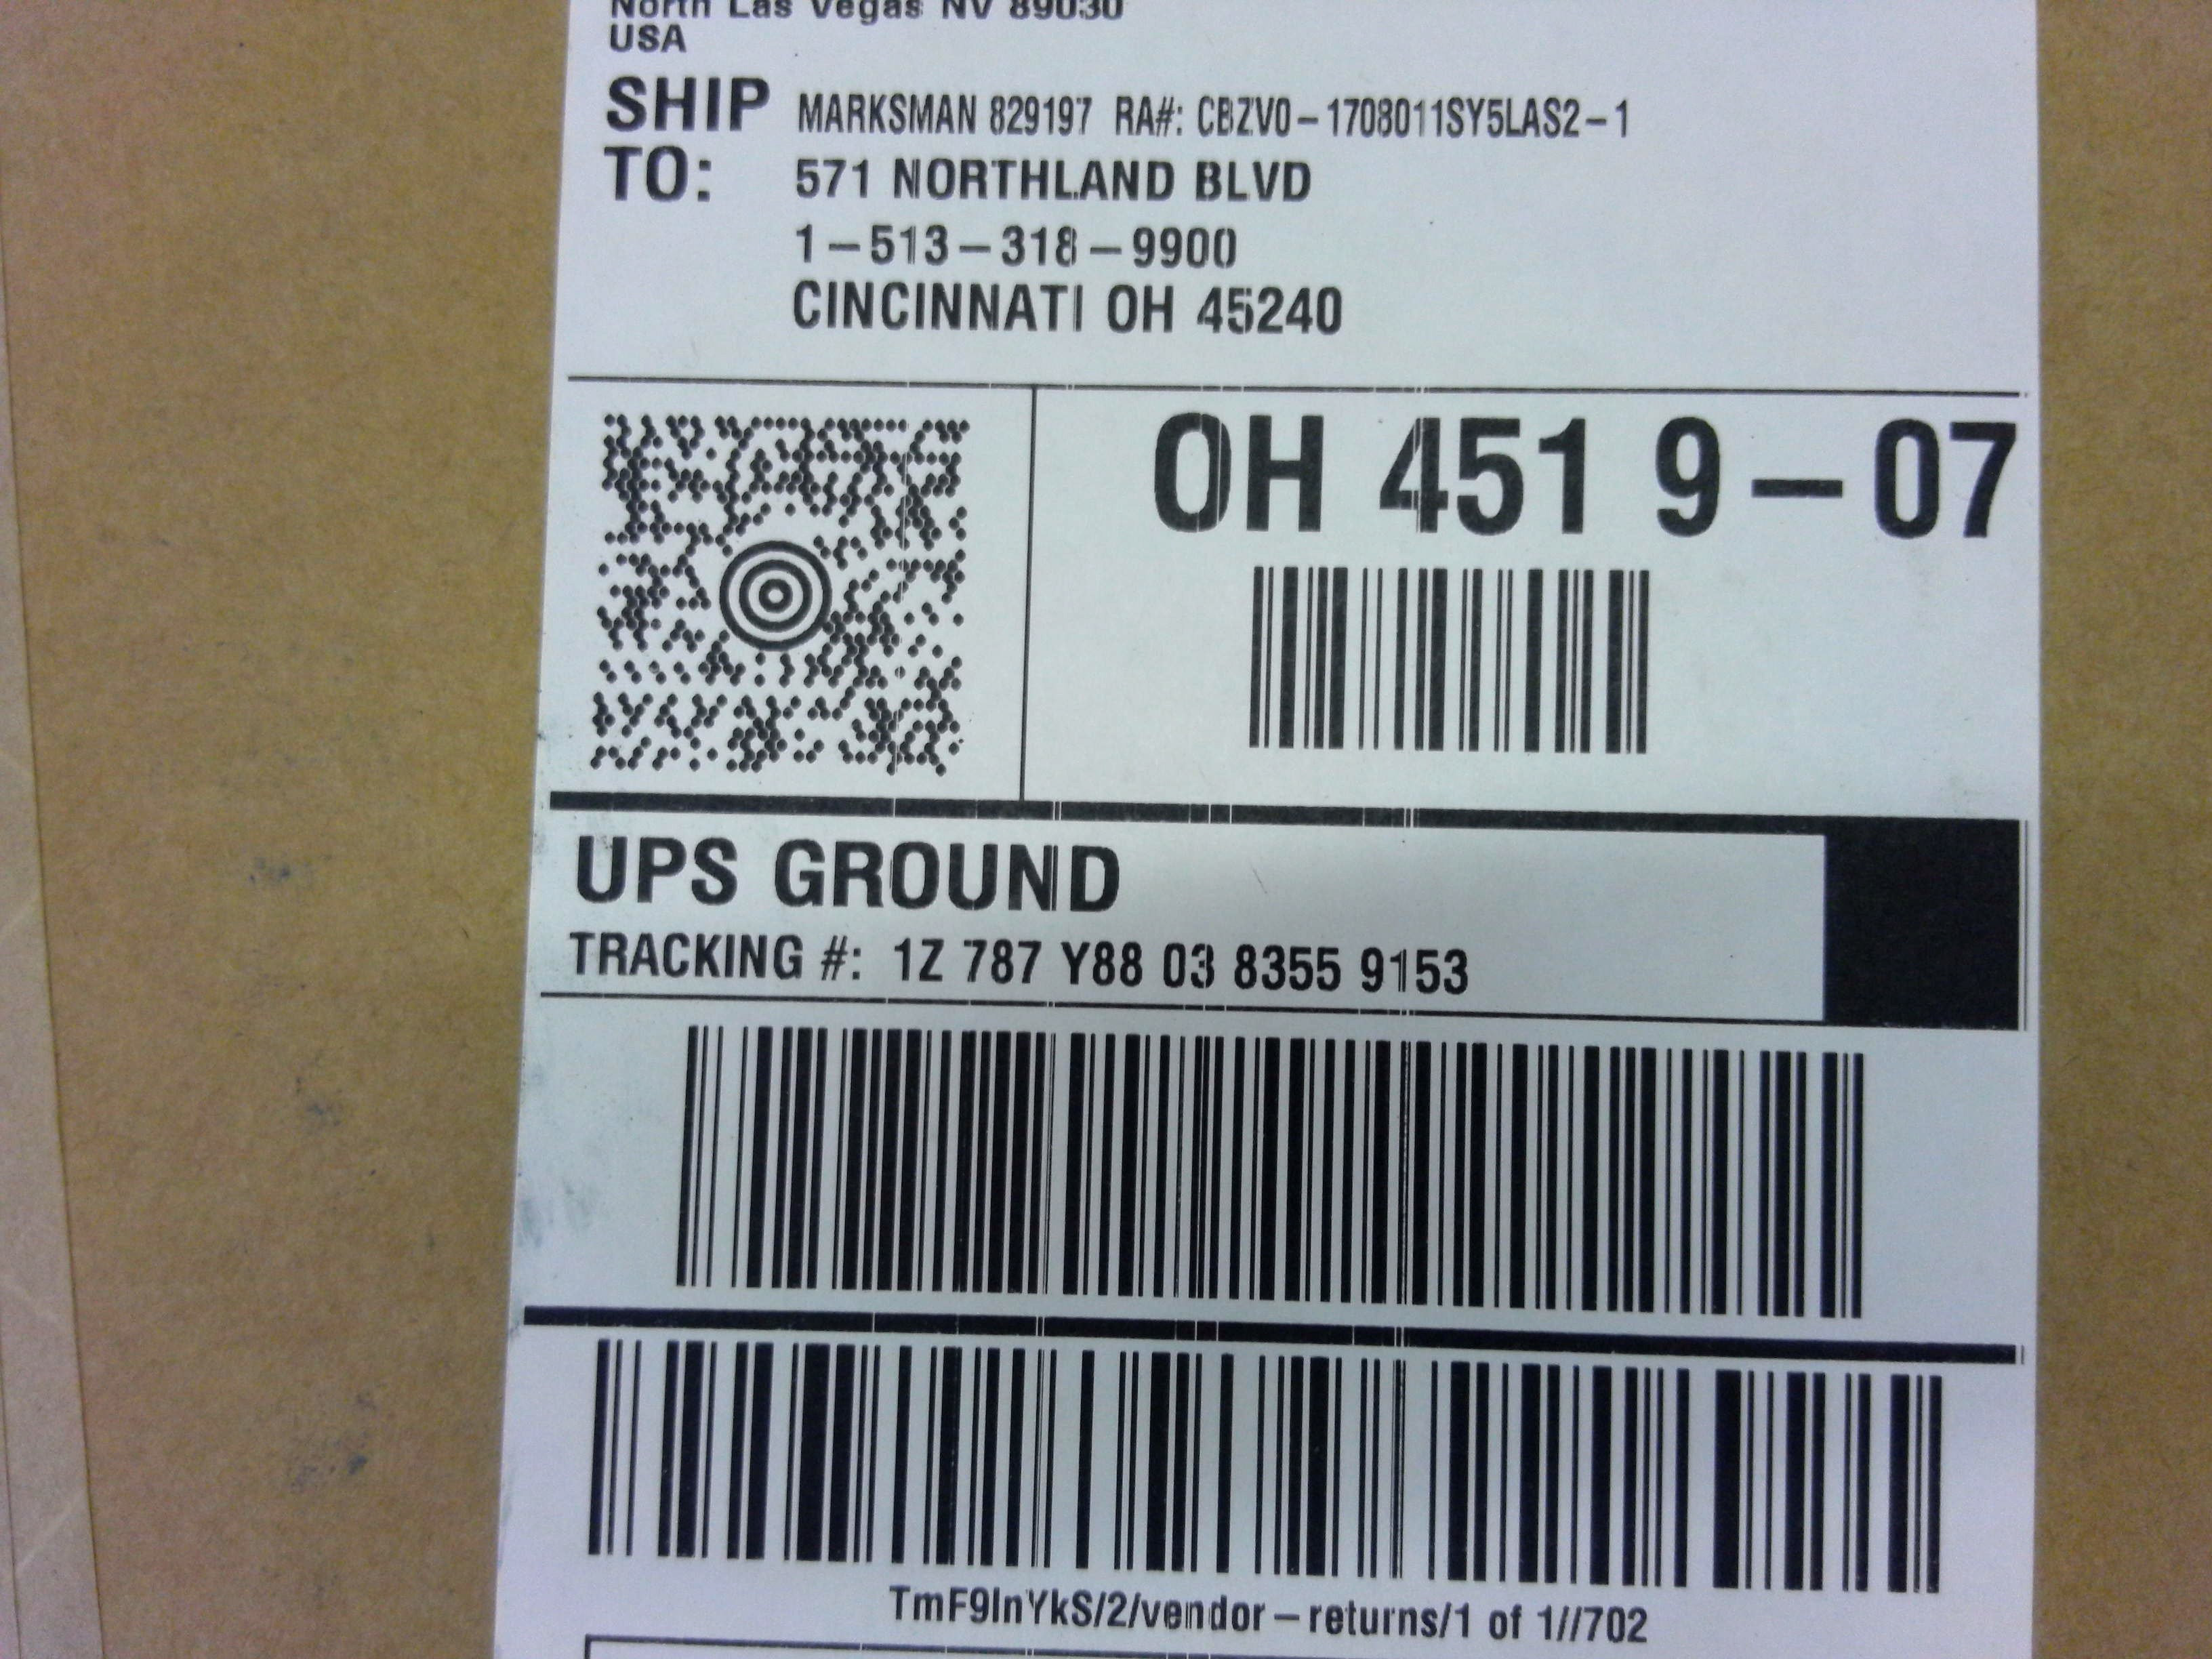 North Las Vegas NV 89030
USA
SHIP TO: MARKSMAN 829197 RA#: CBZV0-1708011SY5LAS2-1
571 NORTHLAND BLVD
1-513-318-9900
CINCINNATI OH 45240
OH 451 9-07
UPS GROUND
TRACKING #: 1Z 787 Y88 03 8355 9153
TmF9InYkS/2/vendor-returns/1 of 1//702